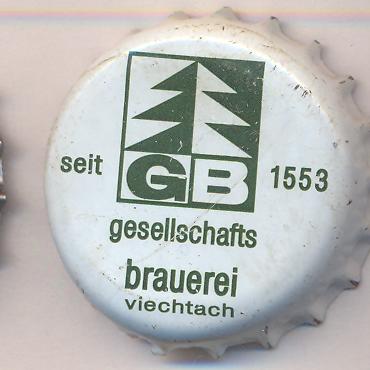 GB
seit 1553
gesellschafts
brauerei
viechtach